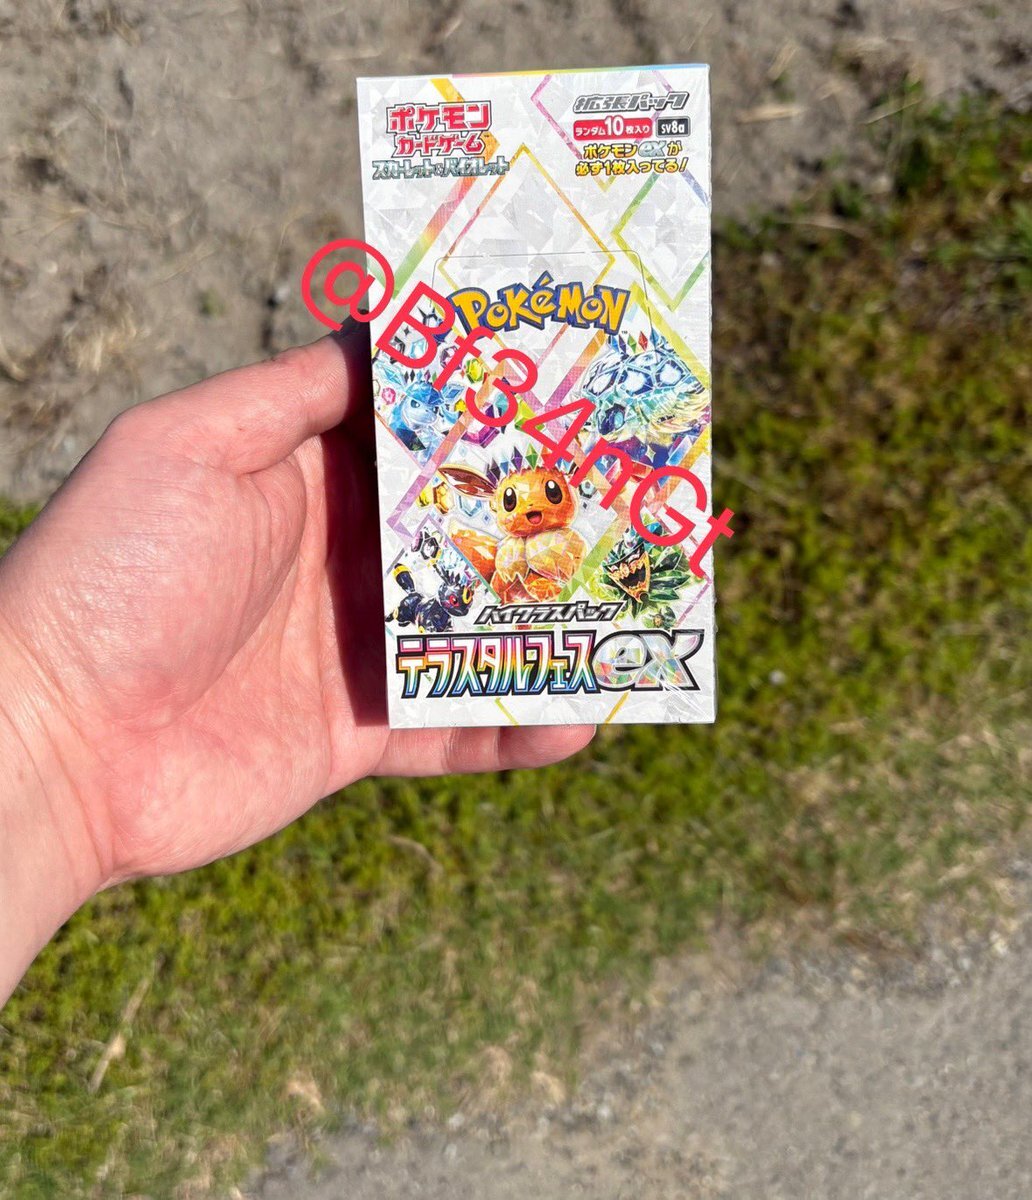 ポケモン
カードゲーム
スカーレット&バイオレット
拡張パック
ランダム10枚入り SV8a
ポケモンexが
必ず1枚入ってる!
POKéMON
TM
@Bf3.4nGt
ハイクラスパック
テラスタルフェスex